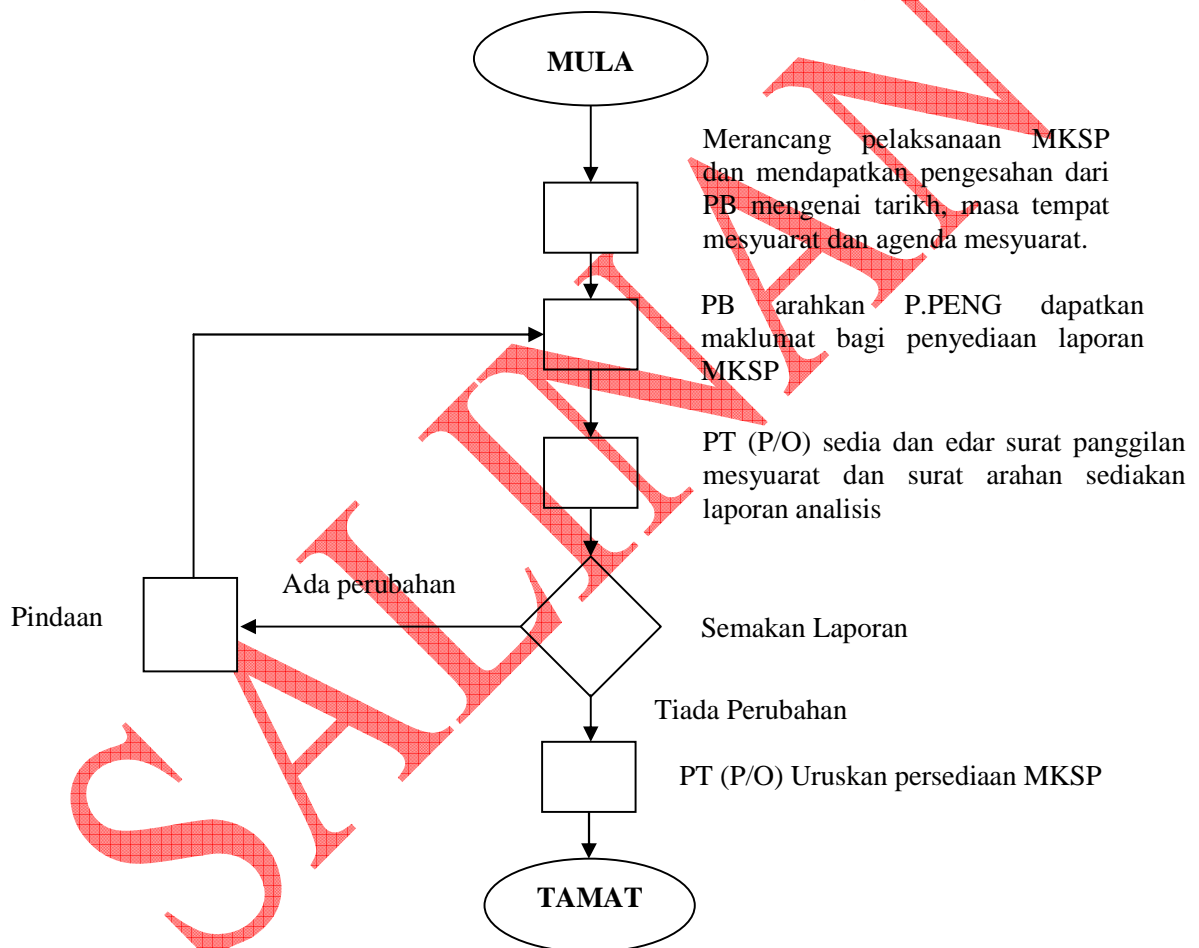 MULA
Merancang pelaksanaan MKSP
dan mendapatkan pengesahan dari
PB mengenai tarikh, masa tempat
mesyuarat dan agenda mesyuarat.
PB arahkan P.PENG dapatkan
maklumat bagi penyediaan laporan
MKSP
PT (P/O) sedia dan edar surat panggilan
mesyuarat dan surat arahan sediakan
laporan analisis
Ada perubahan
Pindaan
Semakan Laporan
Tiada Perubahan
PT (P/O) Uruskan persediaan MKSP
TAMAT
SALINAN